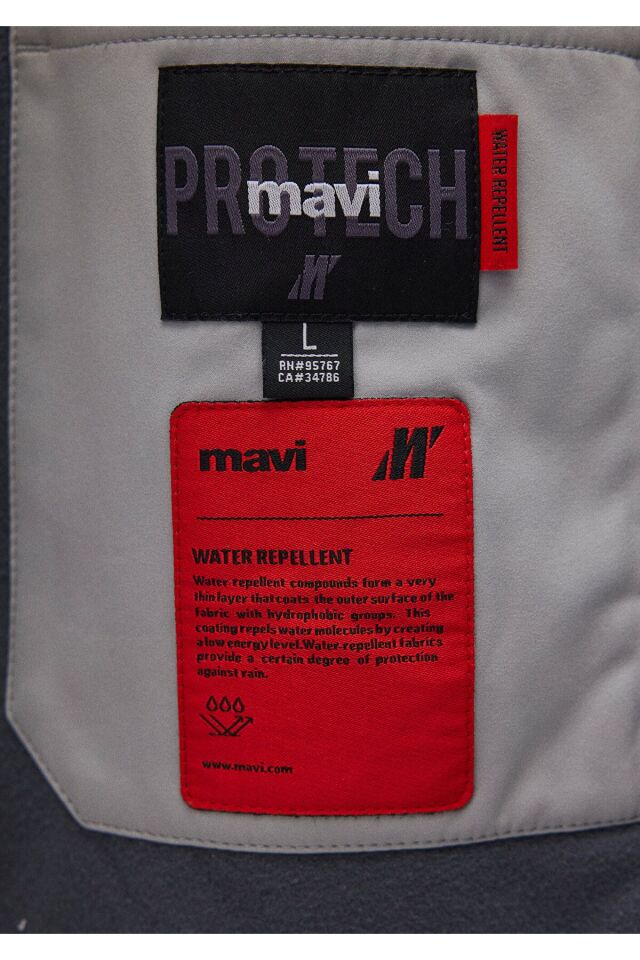 PROTECH
mavi
M
WATER REPELLENT
L
RN#95767
CA#34786
mavi M
WATER REPELLENT
Water repellent compounds form a very
thin layer that coats the outer surface of the
fabric with hydrophobic groups. This
coating repels water molecules by creating
a low energy level. Water-repellent fabrics
provide a certain degree of protection
against rain.
www.mavi.com